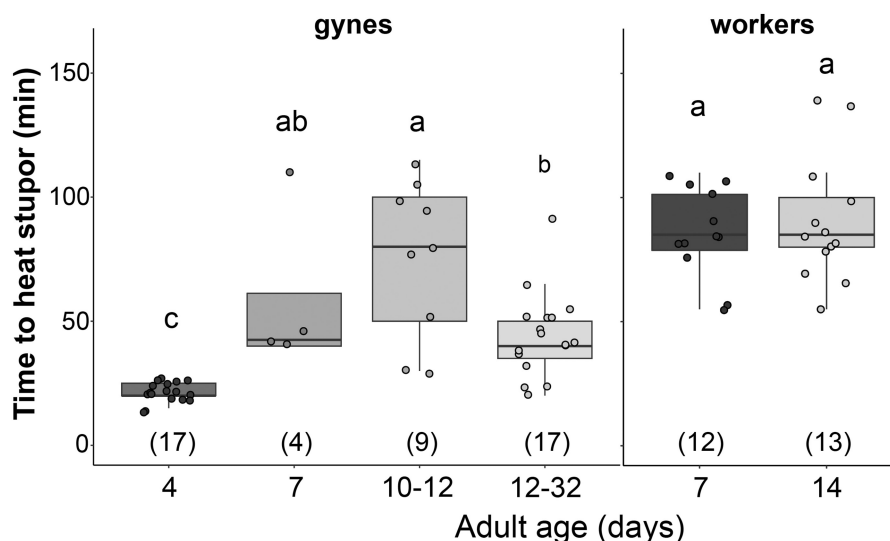 gynes workers
Time to heat stupor (min)
150
100
50
0
c
ab
a
b
a
a
(17) (4) (9) (17) (12) (13)
4 7 10-12 12-32 7 14
Adult age (days)